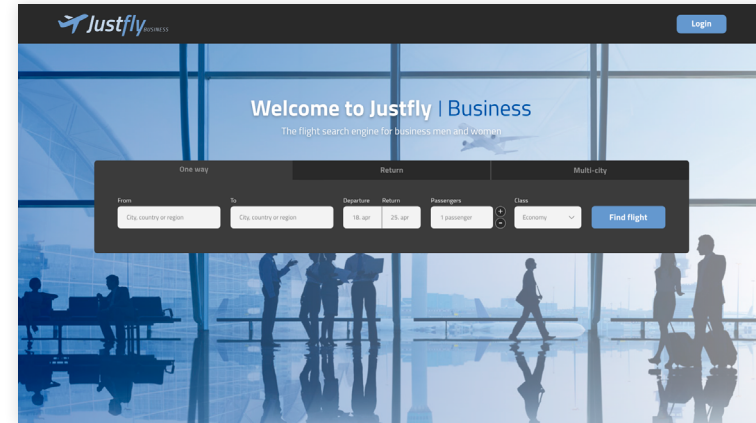 Justfly BUSINESS
Login
Welcome to Justfly | Business
The flight search engine for business men and women
One way Return Multi-city
From To Departure Return Passengers Class
City, country or region City, country or region 18. apr 25. apr 1 passenger + - Economy Find flight